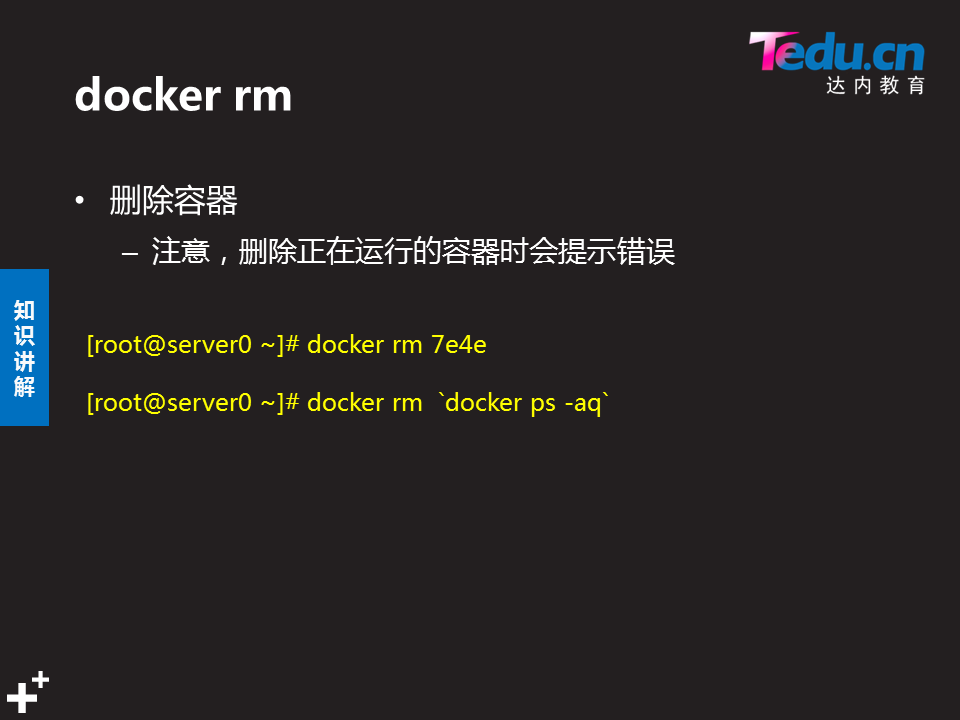 Tedu.cn
达内教育
docker rm
• 删除容器
– 注意，删除正在运行的容器时会提示错误
知识讲解
[root@server0 ~]# docker rm 7e4e
[root@server0 ~]# docker rm  `docker ps -aq`